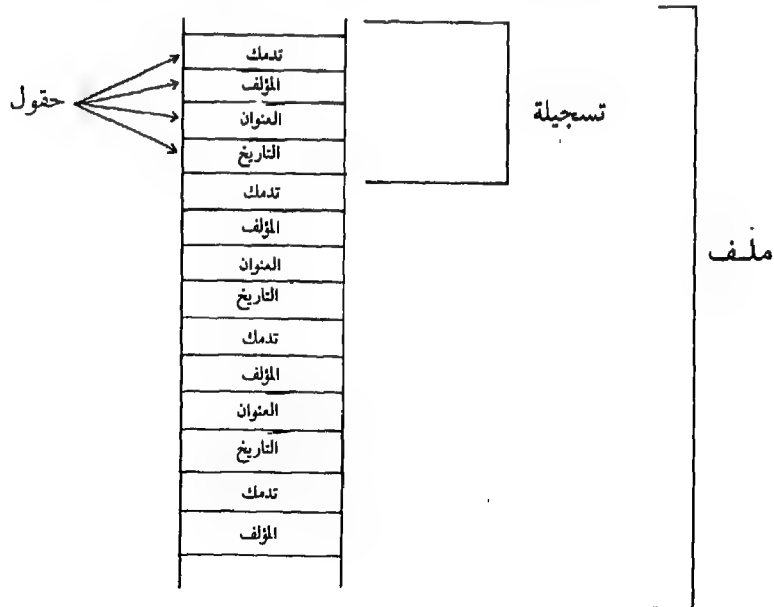 تدمك
المؤلف
العنوان
التاريخ
تدمك
المؤلف
العنوان
التاريخ
تدمك
المؤلف
العنوان
التاريخ
تدمك
المؤلف
حقول
تسجيلة
ملف